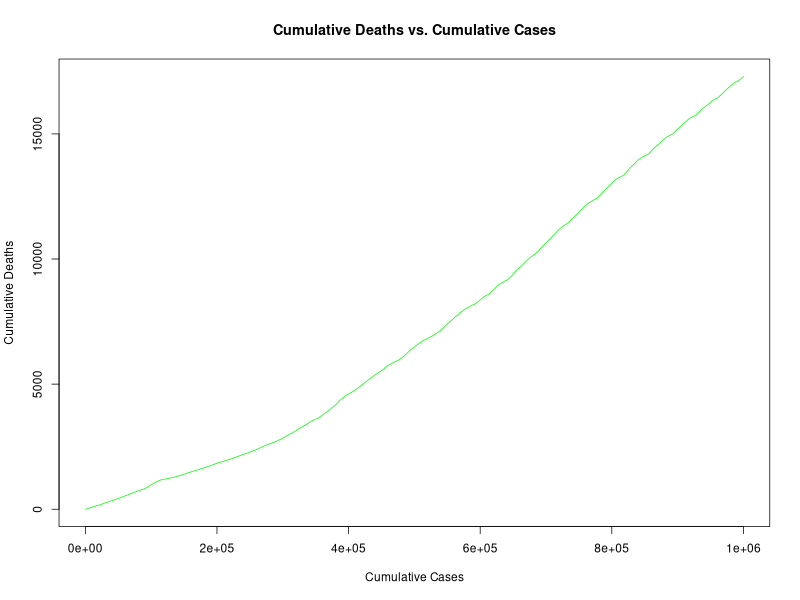 Cumulative Deaths vs. Cumulative Cases
Cumulative Deaths
15000
10000
5000
0
0e+00 2e+05 4e+05 6e+05 8e+05 1e+06
Cumulative Cases